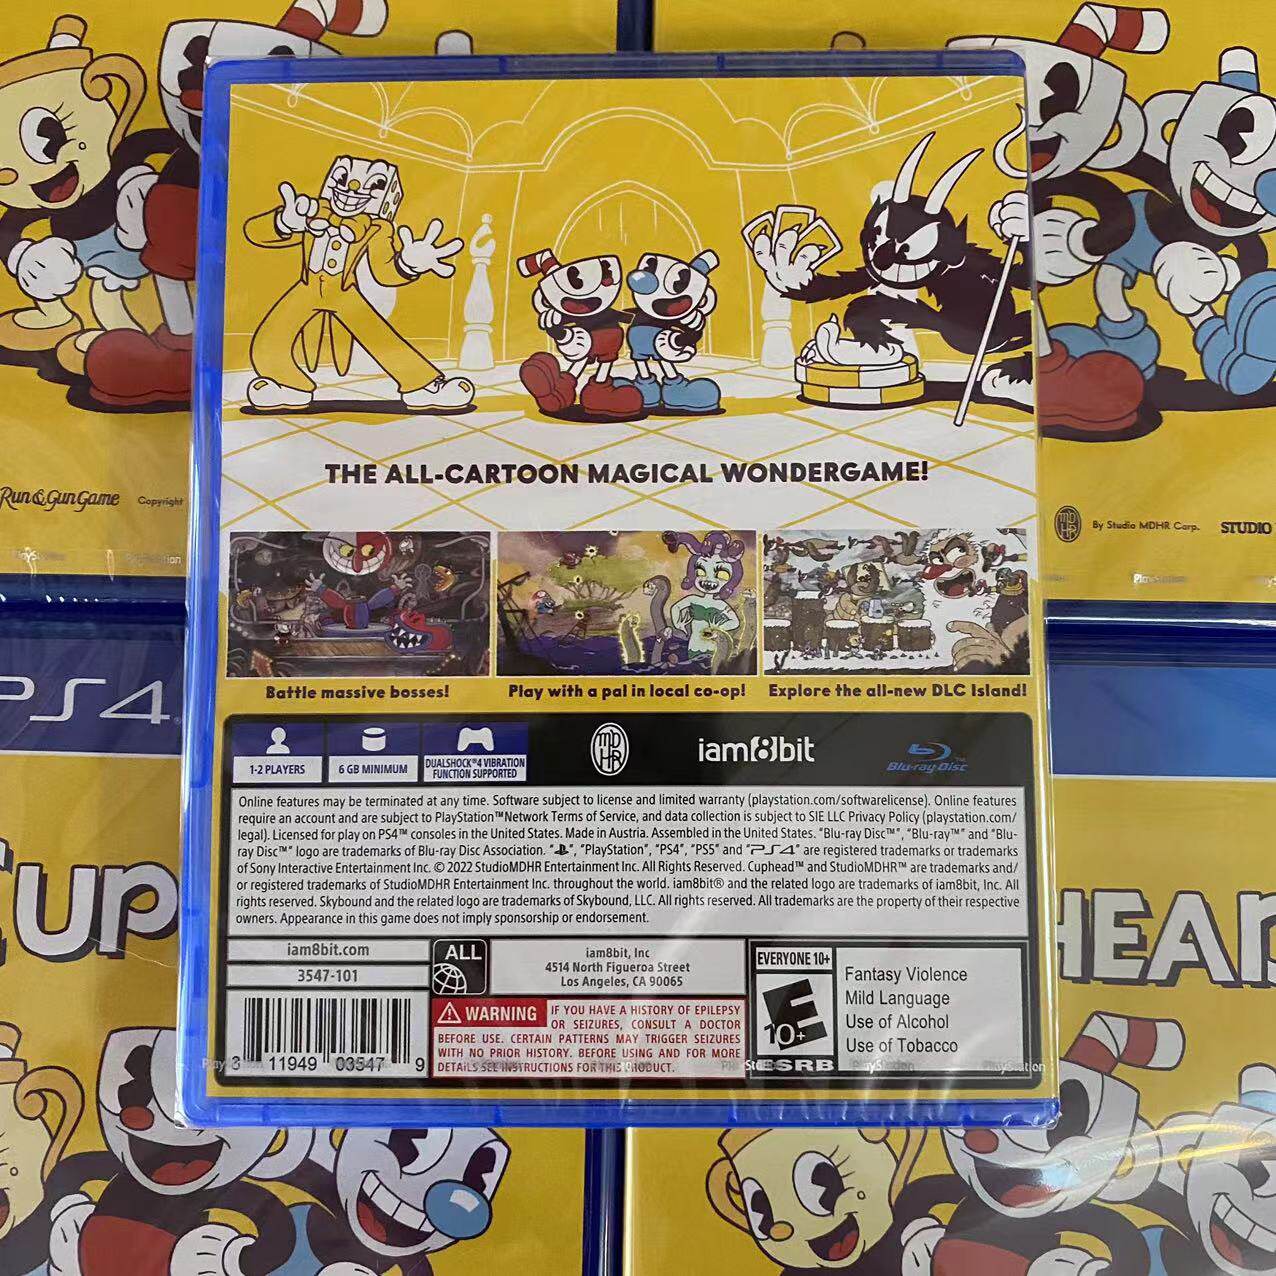 Run & Gun Game
Copyright
By Studio MDHR Corp.
STUDIO
THE ALL-CARTOON MAGICAL WONDERGAME!
Battle massive bosses!
Play with a pal in local co-op!
Explore the all-new DLC Island!
PS4
1-2 PLAYERS
6 GB MINIMUM
DUALSHOCK™4 VIBRATION
FUNCTION SUPPORTED
MDHR
iam8bit
Blu-ray Disc™
Online features may be terminated at any time. Software subject to license and limited warranty (playstation.com/softwarelicense). Online features
require an account and are subject to PlayStation™Network Terms of Service, and data collection is subject to SIE LLC Privacy Policy (playstation.com/
legal). Licensed for play on PS4™ consoles in the United States. Made in Austria. Assembled in the United States. "Blu-ray Disc™", "Blu-ray™" and "Blu-
ray Disc™" logo are trademarks of Blu-ray Disc Association. "", "PlayStation", "PS4", "PS5" and "PS4" are registered trademarks or trademarks
of Sony Interactive Entertainment Inc. © 2022 StudioMDHR Entertainment Inc. All Rights Reserved. Cuphead™ and StudioMDHR™ are trademarks and/
or registered trademarks of StudioMDHR Entertainment Inc. throughout the world. iam8bit® and the related logo are trademarks of iam8bit, Inc. All
rights reserved. Skybound and the related logo are trademarks of Skybound, LLC. All rights reserved. All trademarks are the property of their respective
owners. Appearance in this game does not imply sponsorship or endorsement.
iam8bit.com
3547-101
ALL
iam8bit, Inc
4514 North Figueroa Street
Los Angeles, CA 90065
WARNING IF YOU HAVE A HISTORY OF EPILEPSY
OR SEIZURES, CONSULT A DOCTOR
BEFORE USE. CERTAIN PATTERNS MAY TRIGGER SEIZURES
WITH NO PRIOR HISTORY. BEFORE USING AND FOR MORE
DETAILS SEE INSTRUCTIONS FOR THIS PRODUCT.
EVERYONE 10+
E
10+
ESRB
Fantasy Violence
Mild Language
Use of Alcohol
Use of Tobacco
8 11949 03547 9
CUP
HEAD